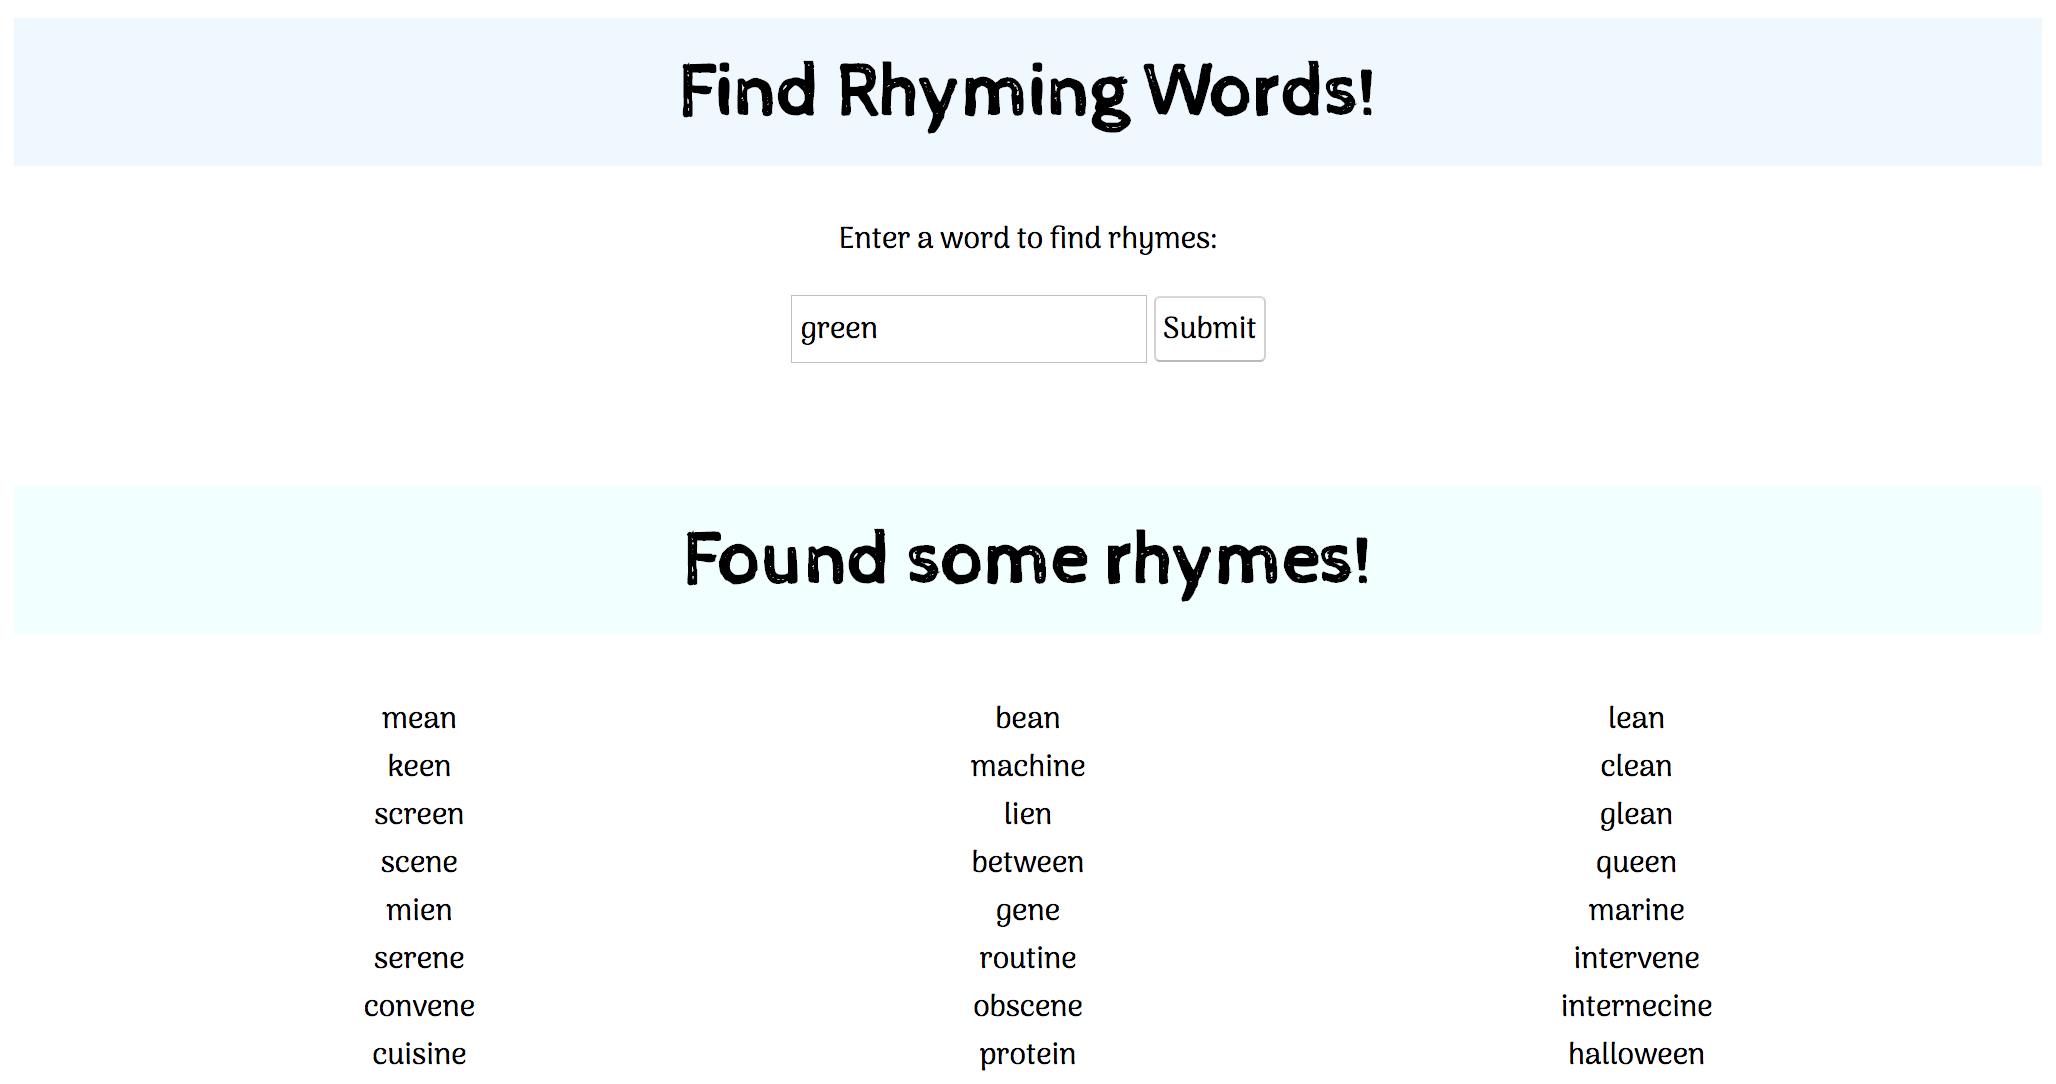 Find Rhyming Words!
Enter a word to find rhymes:
green Submit
Found some rhymes!
mean bean lean
keen machine clean
screen lien glean
scene between queen
mien gene marine
serene routine intervene
convene obscene internecine
cuisine protein halloween